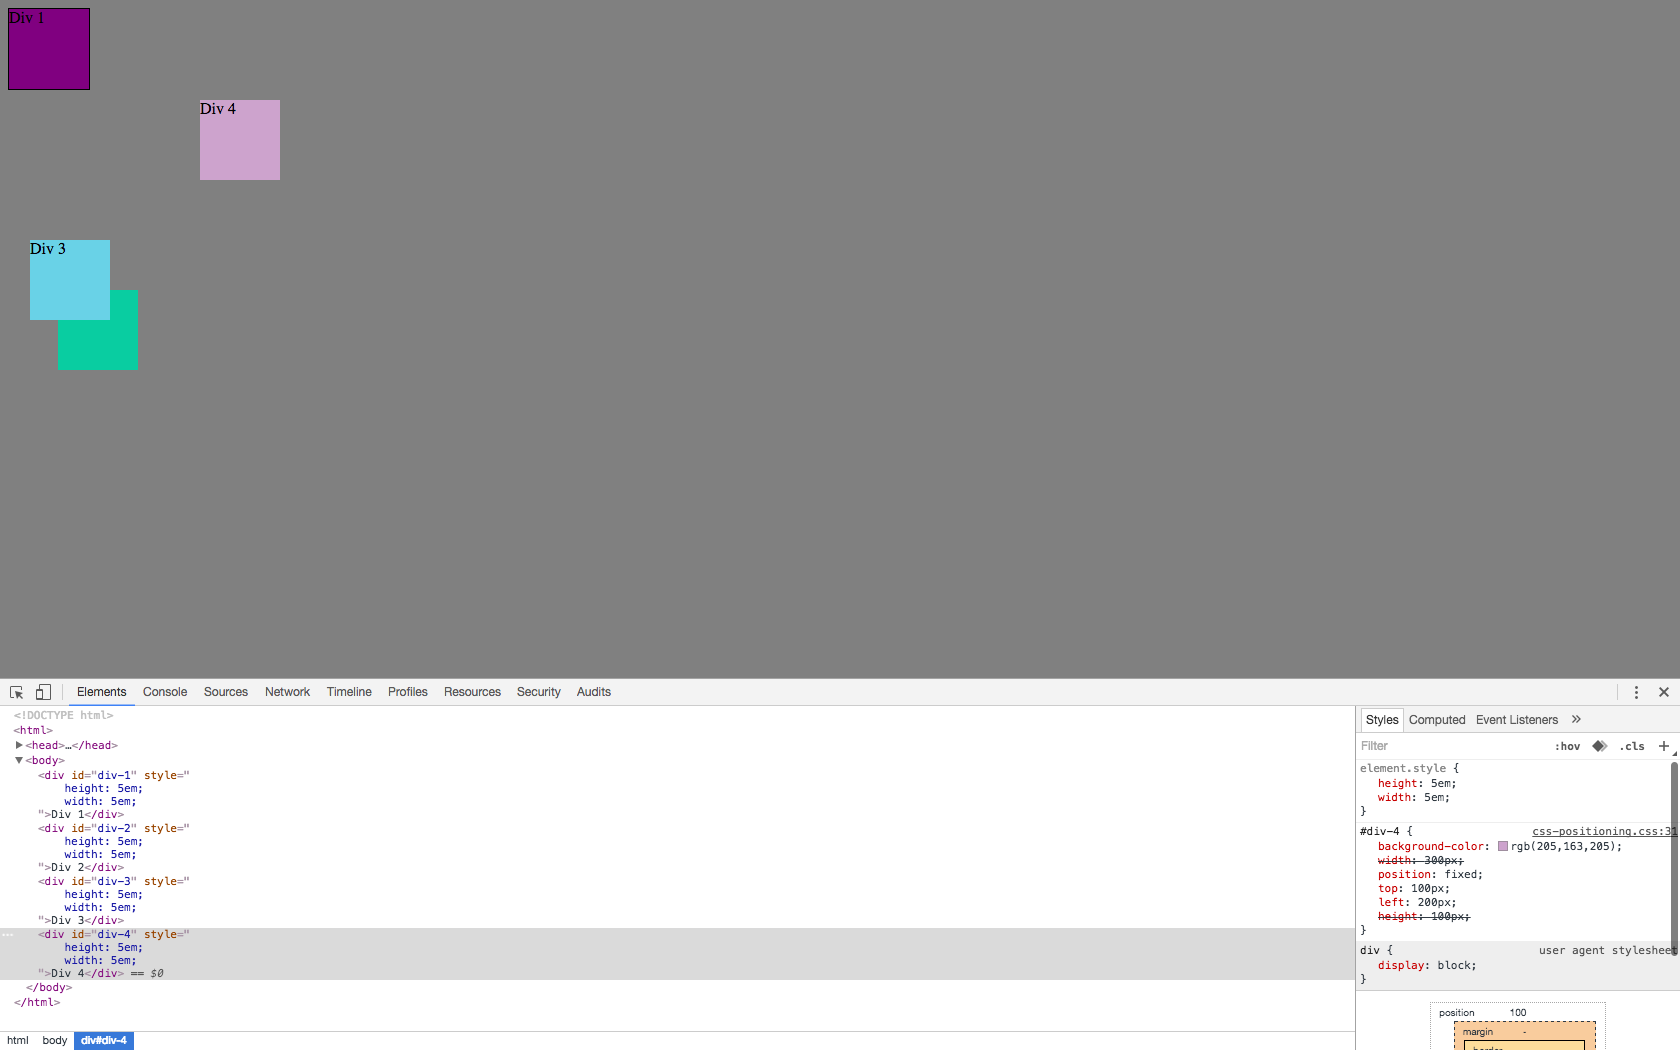 Div 1
Div 4
Div 3
Elements Console Sources Network Timeline Profiles Resources Security Audits
<!DOCTYPE html>
<html>
▶<head>…</head>
▼<body>
<div id="div-1" style="
height: 5em;
width: 5em;
">Div 1</div>
<div id="div-2" style="
height: 5em;
width: 5em;
">Div 2</div>
<div id="div-3" style="
height: 5em;
width: 5em;
">Div 3</div>
<div id="div-4" style="
height: 5em;
width: 5em;
">Div 4</div> == $0
</body>
</html>
html body div#div-4
Styles Computed Event Listeners »
Filter :hov .cls +
element.style {
height: 5em;
width: 5em;
}
#div-4 { css-positioning.css:31
background-color: rgb(205,163,205);
width: 300px;
position: fixed;
top: 100px;
left: 200px;
height: 100px;
}
div { user agent stylesheet
display: block;
}
position 100
margin -
border